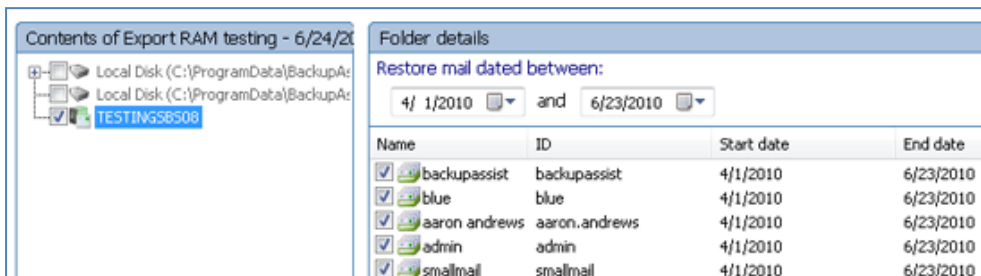 Contents of Export RAM testing - 6/24/20
Local Disk (C:\ProgramData\BackupAs
Local Disk (C:\ProgramData\BackupAs
TESTINGSBS08
Folder details
Restore mail dated between:
4/ 1/2010 and 6/23/2010
Name ID Start date End date
backupassist backupassist 4/1/2010 6/23/2010
blue blue 4/1/2010 6/23/2010
aaron andrews aaron.andrews 4/1/2010 6/23/2010
admin admin 4/1/2010 6/23/2010
smallmail smallmail 4/1/2010 6/23/2010